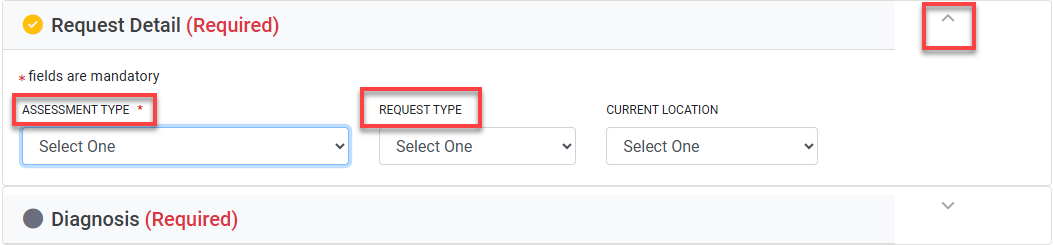 Request Detail (Required)
* fields are mandatory
ASSESSMENT TYPE * REQUEST TYPE CURRENT LOCATION
Select One Select One Select One
Diagnosis (Required)